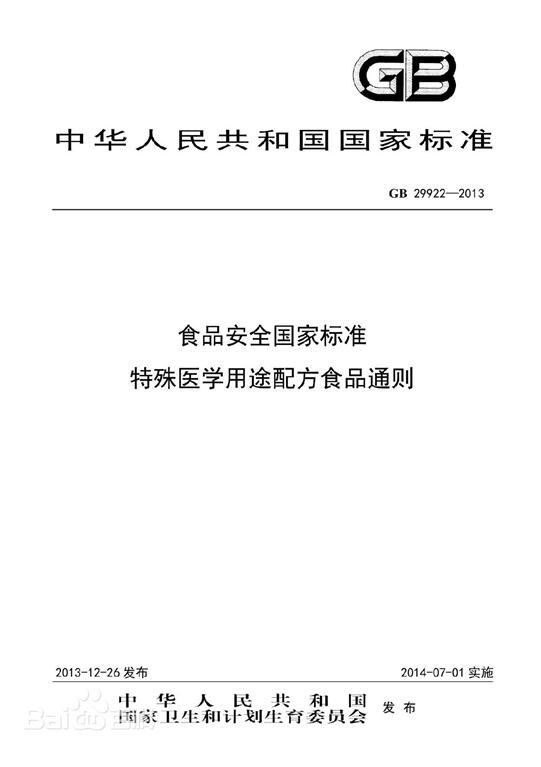 GB
中华人民共和国国家标准
GB 29922—2013
食品安全国家标准
特殊医学用途配方食品通则
2013-12-26 发布
2014-07-01 实施
中华人民共和国
国家卫生和计划生育委员会 发布
Baidu百科